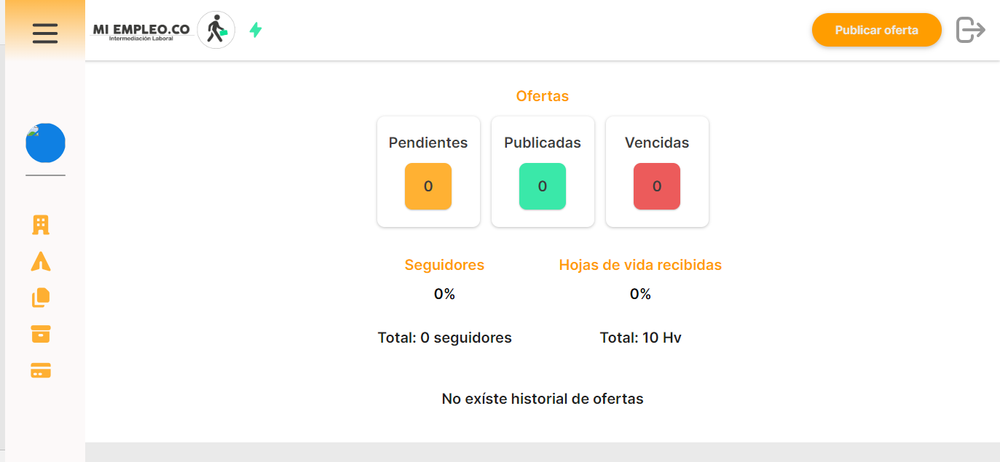 MI EMPLEO.CO
Intermediación Laboral
Publicar oferta
Ofertas
Pendientes
0
Publicadas
0
Vencidas
0
Seguidores
0%
Total: 0 seguidores
Hojas de vida recibidas
0%
Total: 10 Hv
No exíste historial de ofertas